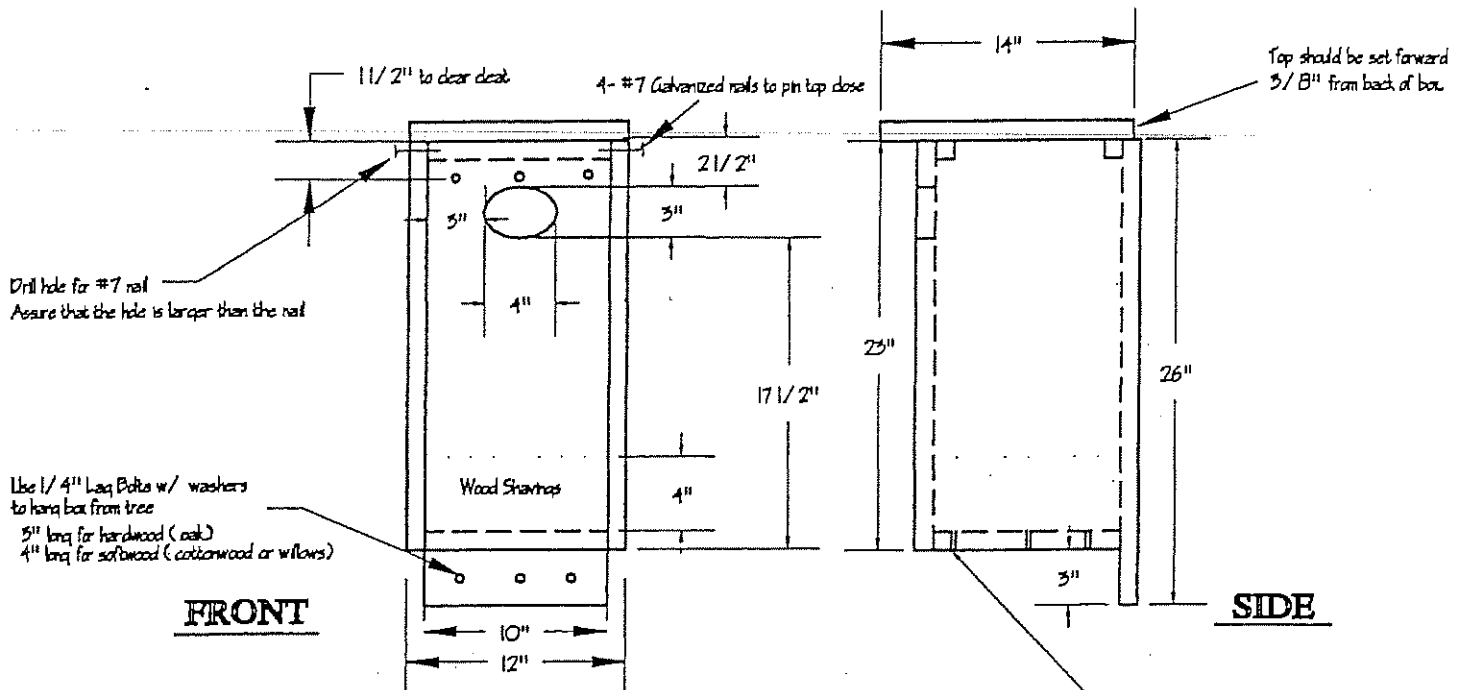 1 1/2" to clear cleat
4- #7 Galvanized nails to pin top close
14"
Top should be set forward
3/8" from back of box
2 1/2"
3"
3"
Drill hole for #7 nail
Assure that the hole is larger than the nail
4"
23"
26"
17 1/2"
Use 1/4" Lag Bolts w/ washers
to hang box from tree
3" long for hardwood (oak)
4" long for softwood (cottonwood or willows)
Wood Shavings
4"
3"
FRONT
SIDE
10"
12"